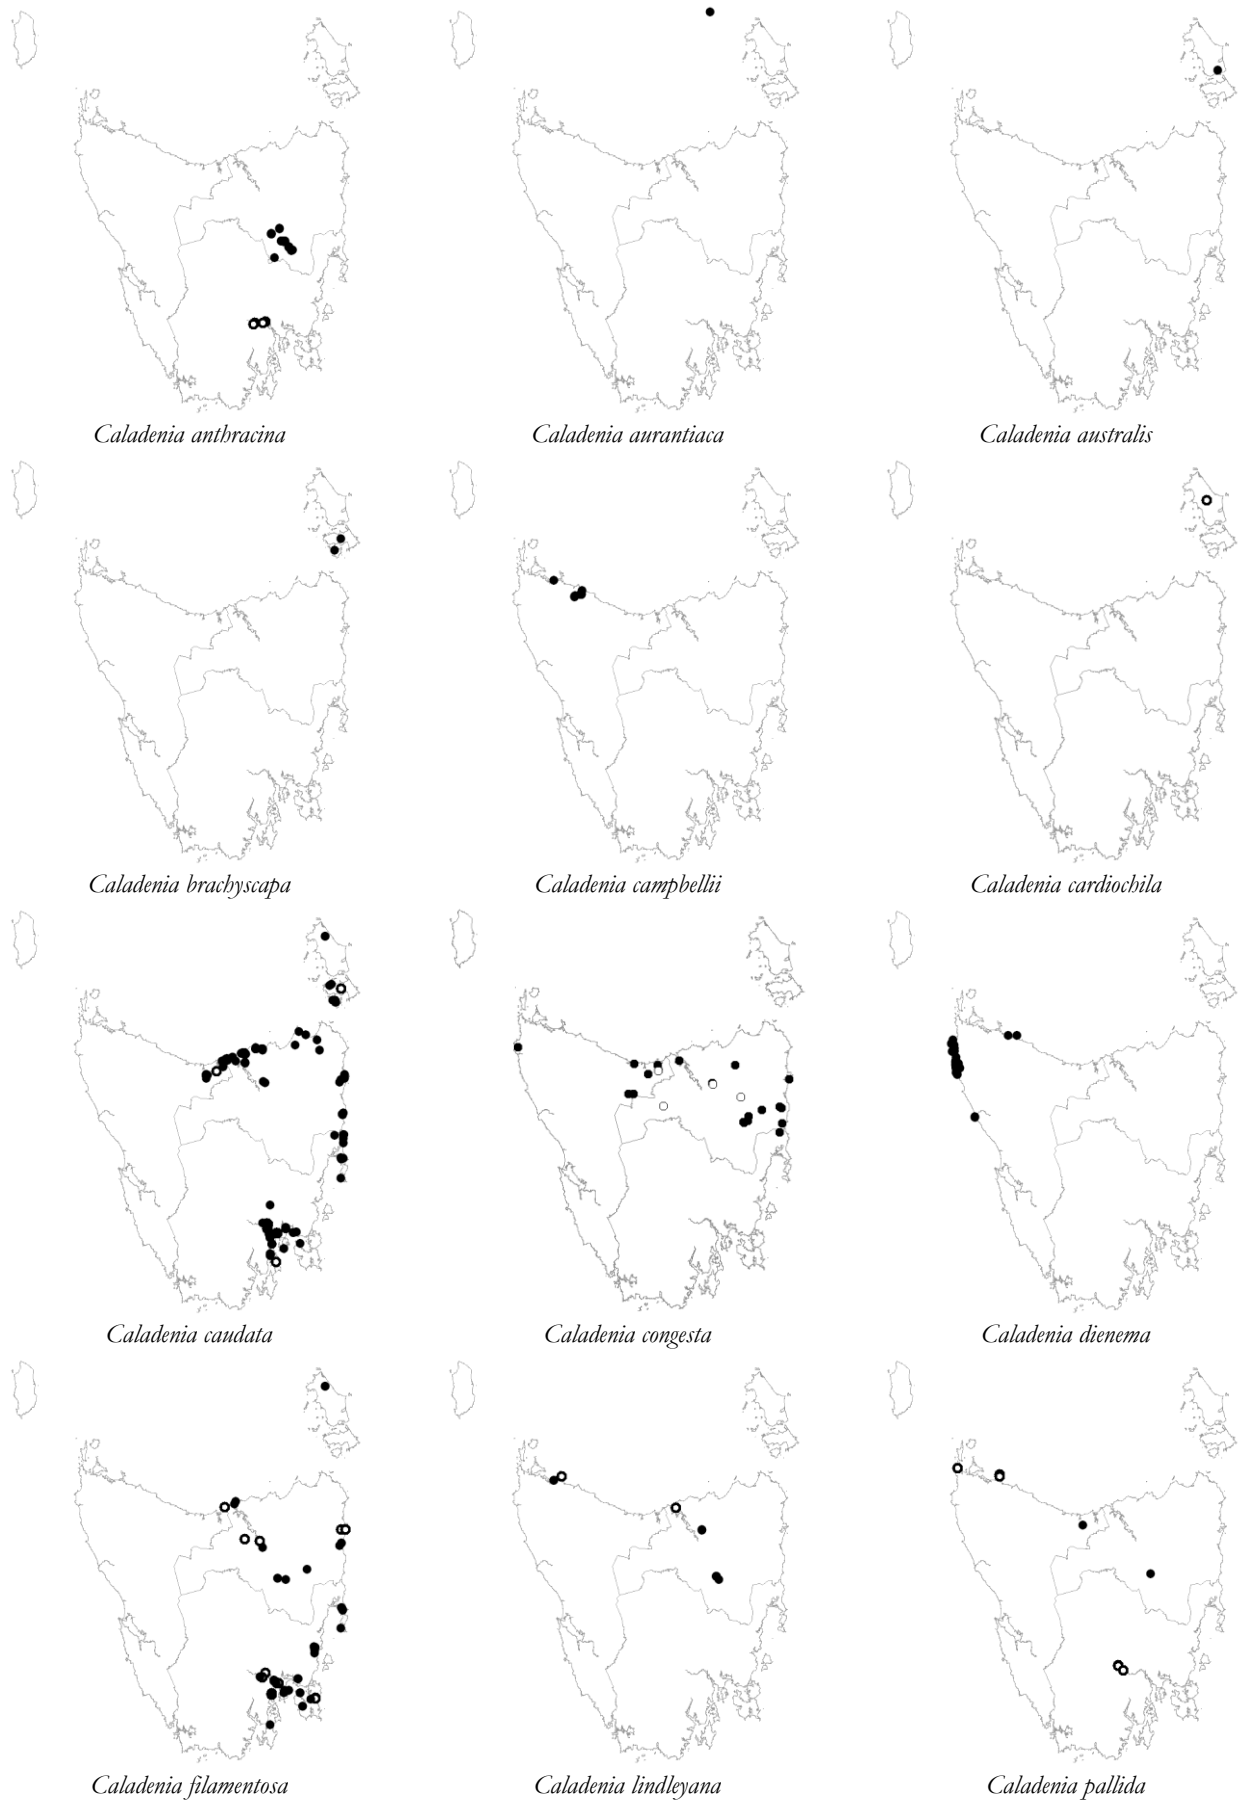 Caladenia anthracina
Caladenia aurantiaca
Caladenia australis
Caladenia brachyscapa
Caladenia campbellii
Caladenia cardiochila
Caladenia caudata
Caladenia congesta
Caladenia dienema
Caladenia filamentosa
Caladenia lindleyana
Caladenia pallida